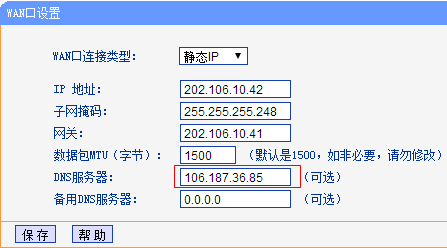 WAN口设置
WAN口连接类型: 静态IP
IP 地址: 202.106.10.42
子网掩码: 255.255.255.248
网关: 202.106.10.41
数据包MTU（字节）: 1500 （默认是1500，如非必要，请勿修改）
DNS服务器: 106.187.36.85 （可选）
备用DNS服务器: 0.0.0.0 （可选）
保存 帮助